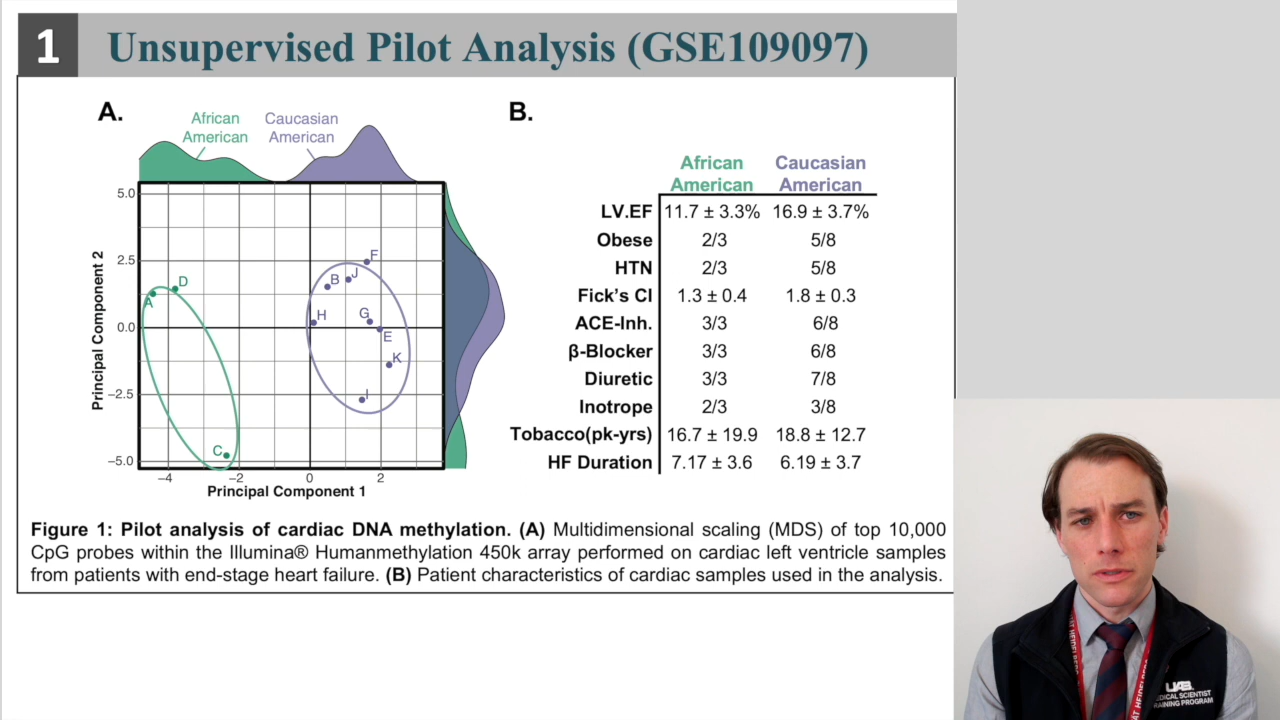 1 Unsupervised Pilot Analysis (GSE109097)
A.
African
American
Caucasian
American
5.0
2.5
0.0
−2.5
−5.0
Principal Component 2
A
D
C
B
J
F
H
G
E
K
I
−4
−2
0
2
Principal Component 1
B.
African
American
Caucasian
American
LV.EF 11.7 ± 3.3% 16.9 ± 3.7%
Obese 2/3 5/8
HTN 2/3 5/8
Fick's CI 1.3 ± 0.4 1.8 ± 0.3
ACE-Inh. 3/3 6/8
β-Blocker 3/3 6/8
Diuretic 3/3 7/8
Inotrope 2/3 3/8
Tobacco(pk-yrs) 16.7 ± 19.9 18.8 ± 12.7
HF Duration 7.17 ± 3.6 6.19 ± 3.7
Figure 1: Pilot analysis of cardiac DNA methylation. (A) Multidimensional scaling (MDS) of top 10,000
CpG probes within the Illumina® Humanmethylation 450k array performed on cardiac left ventricle samples
from patients with end-stage heart failure. (B) Patient characteristics of cardiac samples used in the analysis.
UAB
MEDICAL SCIENTIST
TRAINING PROGRAM